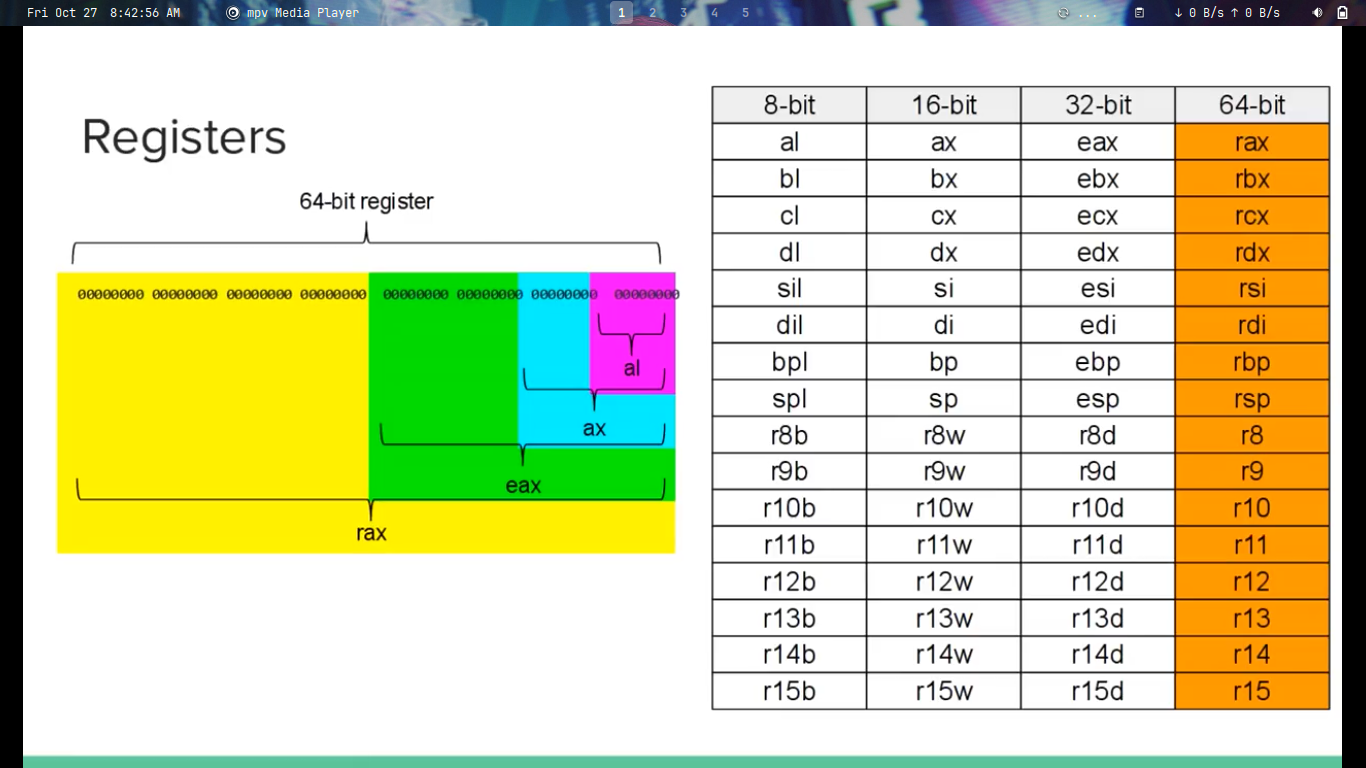 Fri Oct 27 8:42:56 AM mpv Media Player 1 2 3 4 5 ... ↓ 0 B/s ↑ 0 B/s
Registers
64-bit register
00000000 00000000 00000000 00000000 00000000 00000000 00000000 00000000
al
ax
eax
rax
8-bit 16-bit 32-bit 64-bit
al ax eax rax
bl bx ebx rbx
cl cx ecx rcx
dl dx edx rdx
sil si esi rsi
dil di edi rdi
bpl bp ebp rbp
spl sp esp rsp
r8b r8w r8d r8
r9b r9w r9d r9
r10b r10w r10d r10
r11b r11w r11d r11
r12b r12w r12d r12
r13b r13w r13d r13
r14b r14w r14d r14
r15b r15w r15d r15